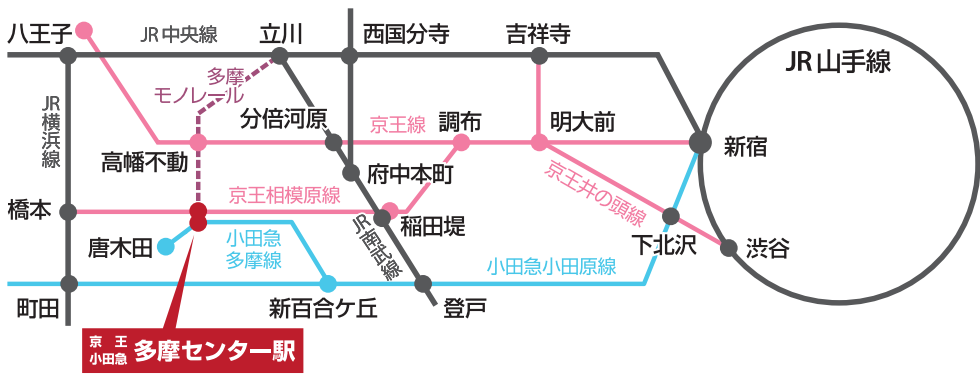 八王子
JR中央線
立川
西国分寺
吉祥寺
JR山手線
多摩
モノレール
JR横浜線
分倍河原
京王線
調布
明大前
新宿
高幡不動
府中本町
京王井の頭線
京王相模原線
橋本
稲田堤
JR南武線
唐木田
小田急
多摩線
下北沢
渋谷
小田急小田原線
町田
新百合ケ丘
登戸
京王
小田急
多摩センター駅